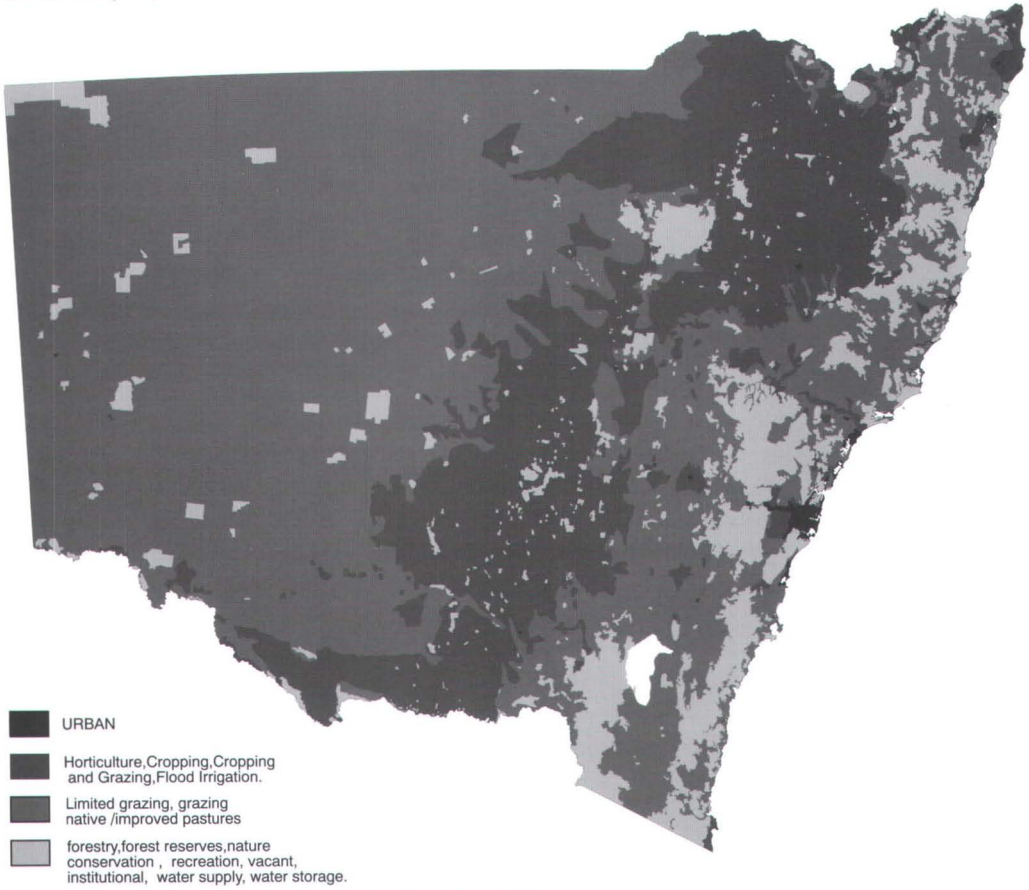 URBAN
Horticulture,Cropping,Cropping
and Grazing,Flood Irrigation.
Limited grazing, grazing
native /improved pastures
forestry,forest reserves,nature
conservation , recreation, vacant,
institutional, water supply, water storage.